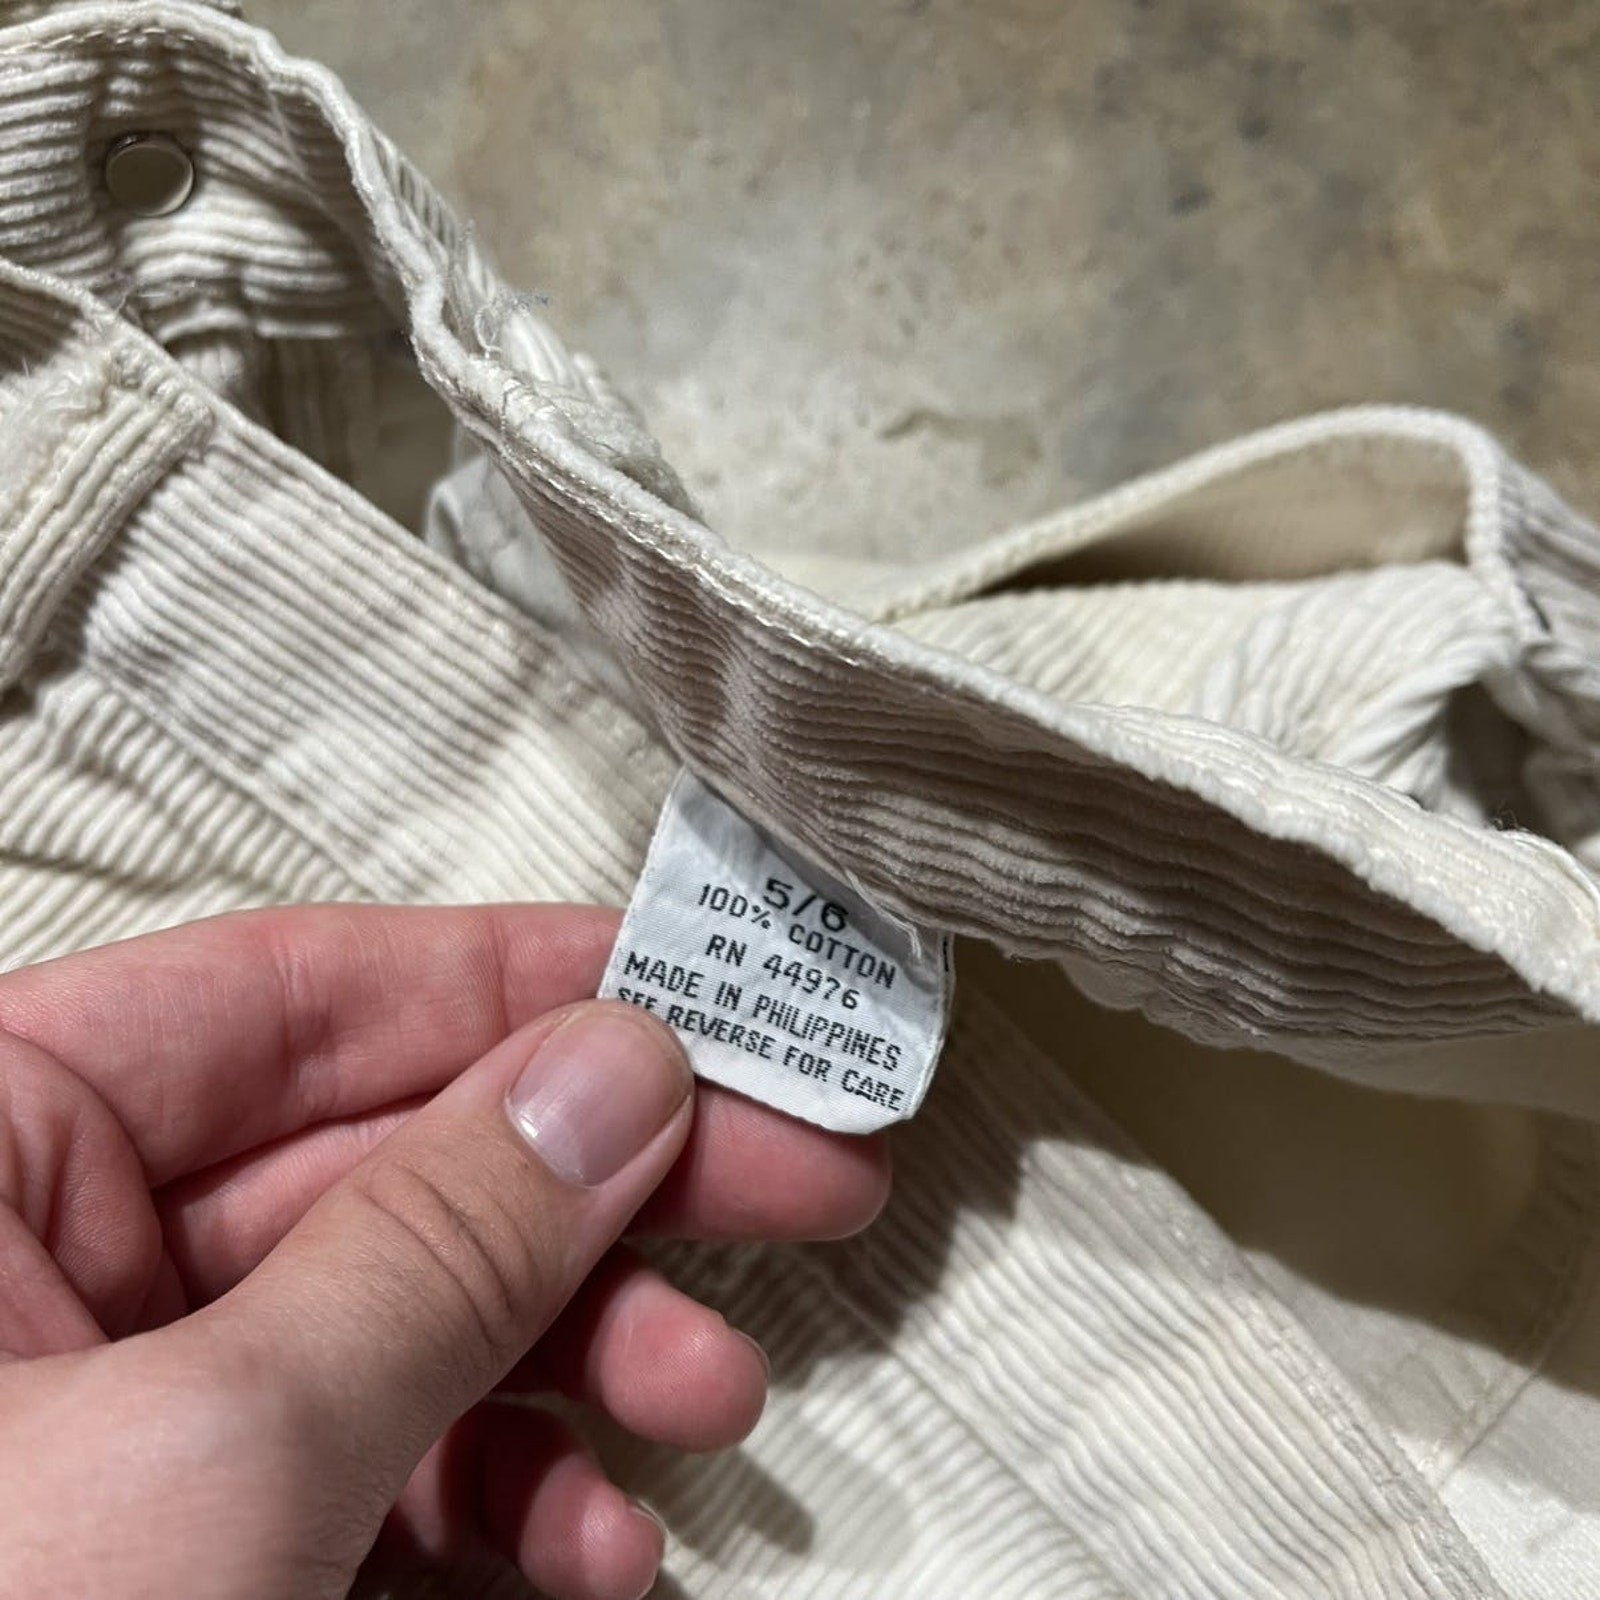 5/6
100% COTTON
RN 44976
MADE IN PHILIPPINES
SEE REVERSE FOR CARE